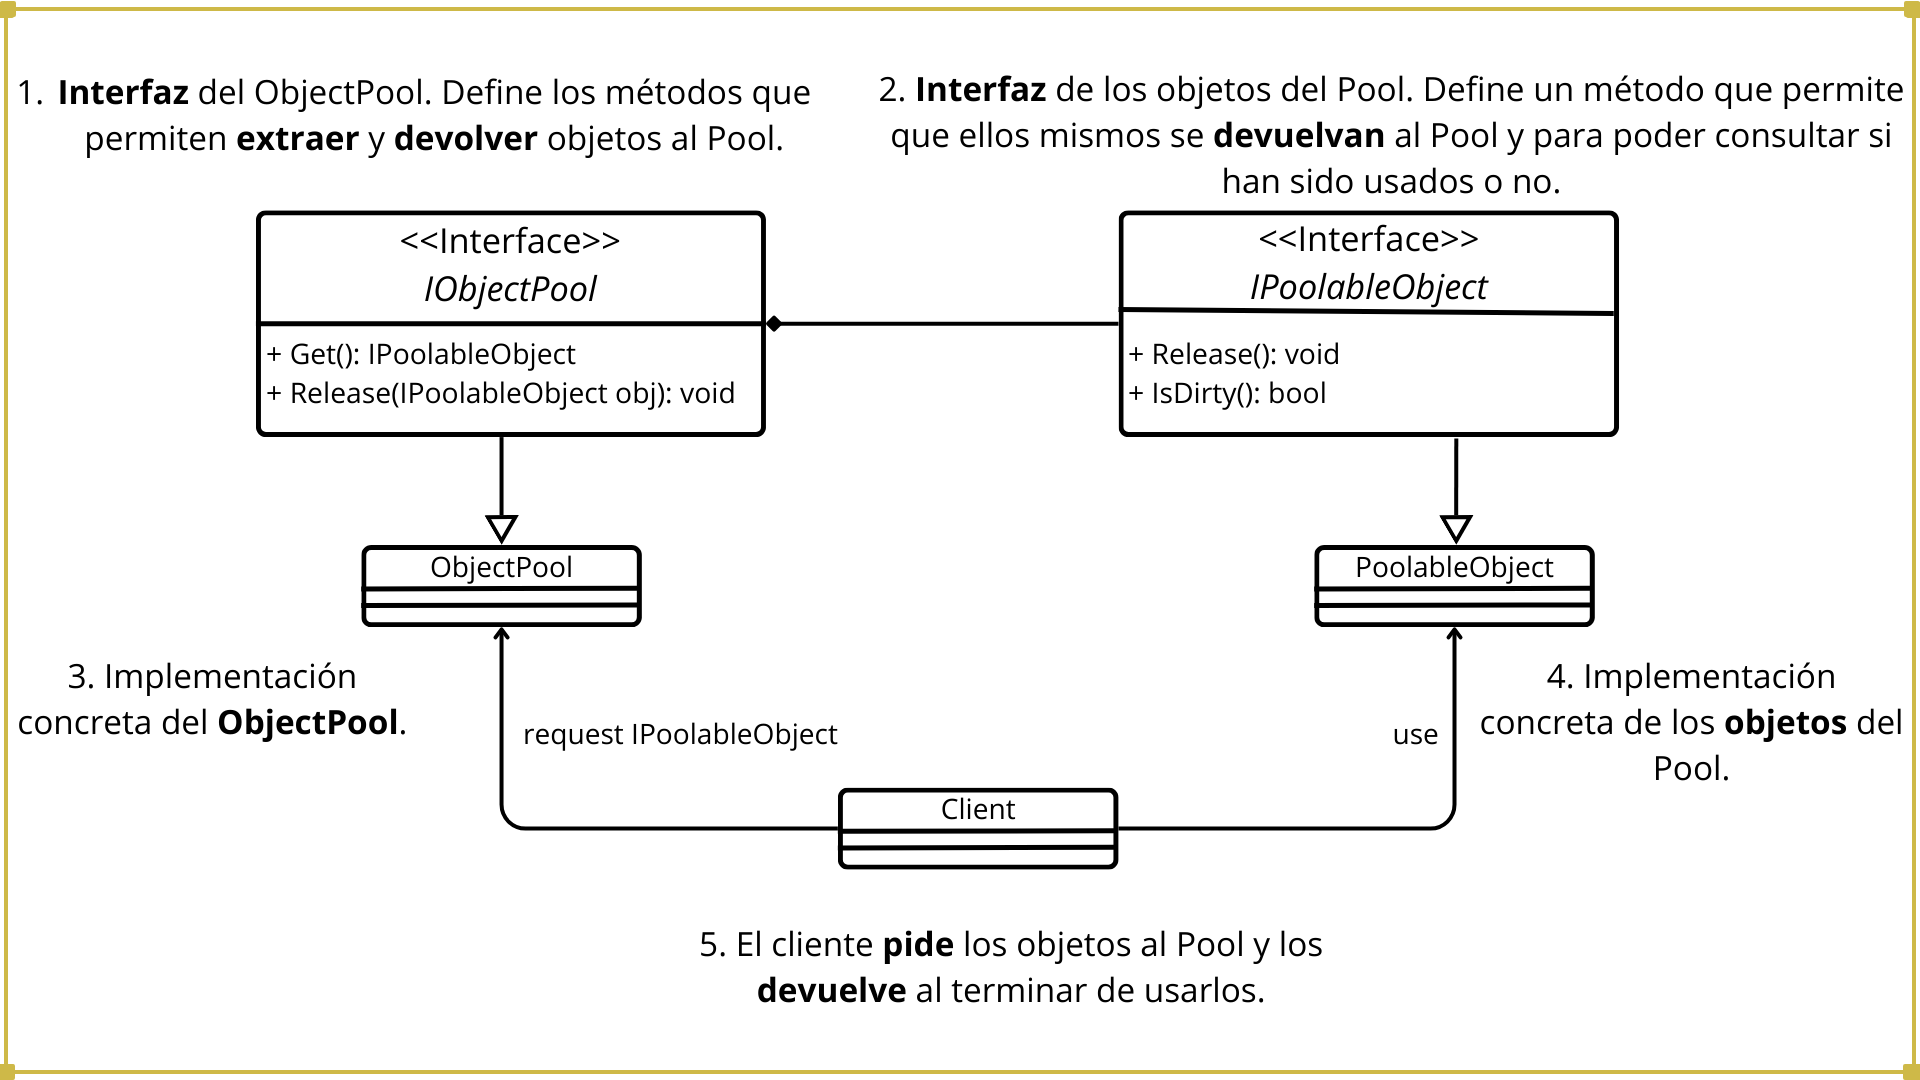 1. Interfaz del ObjectPool. Define los métodos que
permiten extraer y devolver objetos al Pool.
2. Interfaz de los objetos del Pool. Define un método que permite
que ellos mismos se devuelvan al Pool y para poder consultar si
han sido usados o no.
<<Interface>>
IObjectPool
+ Get(): IPoolableObject
+ Release(IPoolableObject obj): void
<<Interface>>
IPoolableObject
+ Release(): void
+ IsDirty(): bool
ObjectPool
PoolableObject
3. Implementación
concreta del ObjectPool.
4. Implementación
concreta de los objetos del
Pool.
request IPoolableObject
use
Client
5. El cliente pide los objetos al Pool y los
devuelve al terminar de usarlos.